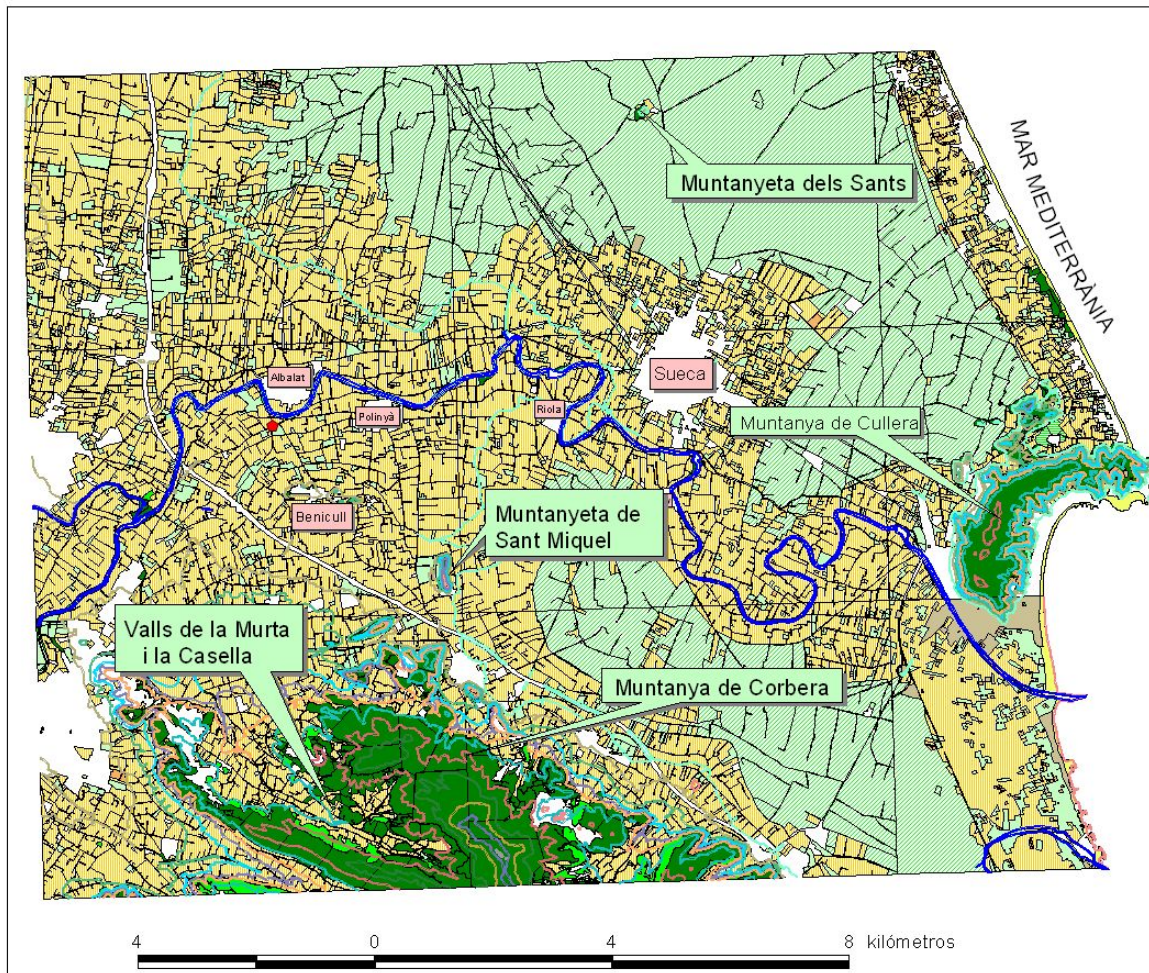 MAR MEDITERRÀNIA
Muntanyeta dels Sants
Albalat
Sueca
Polinyà
Riola
Muntanya de Cullera
Benicull
Muntanyeta de
Sant Miquel
Valls de la Murta
i la Casella
Muntanya de Corbera
4 0 4 8 kilómetros